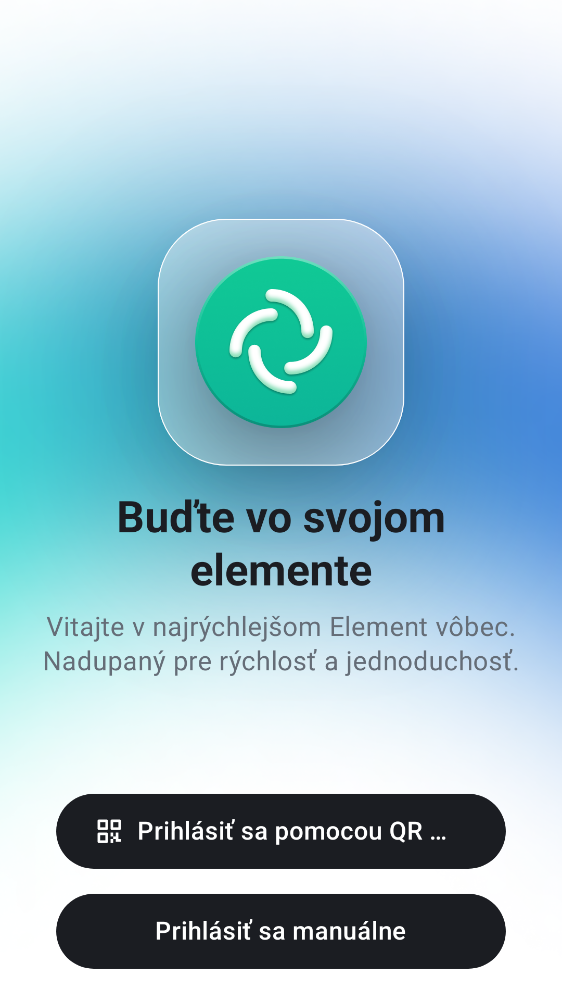 Buďte vo svojom
elemente
Vitajte v najrýchlejšom Element vôbec.
Nadupaný pre rýchlosť a jednoduchosť.
Prihlásiť sa pomocou QR …
Prihlásiť sa manuálne